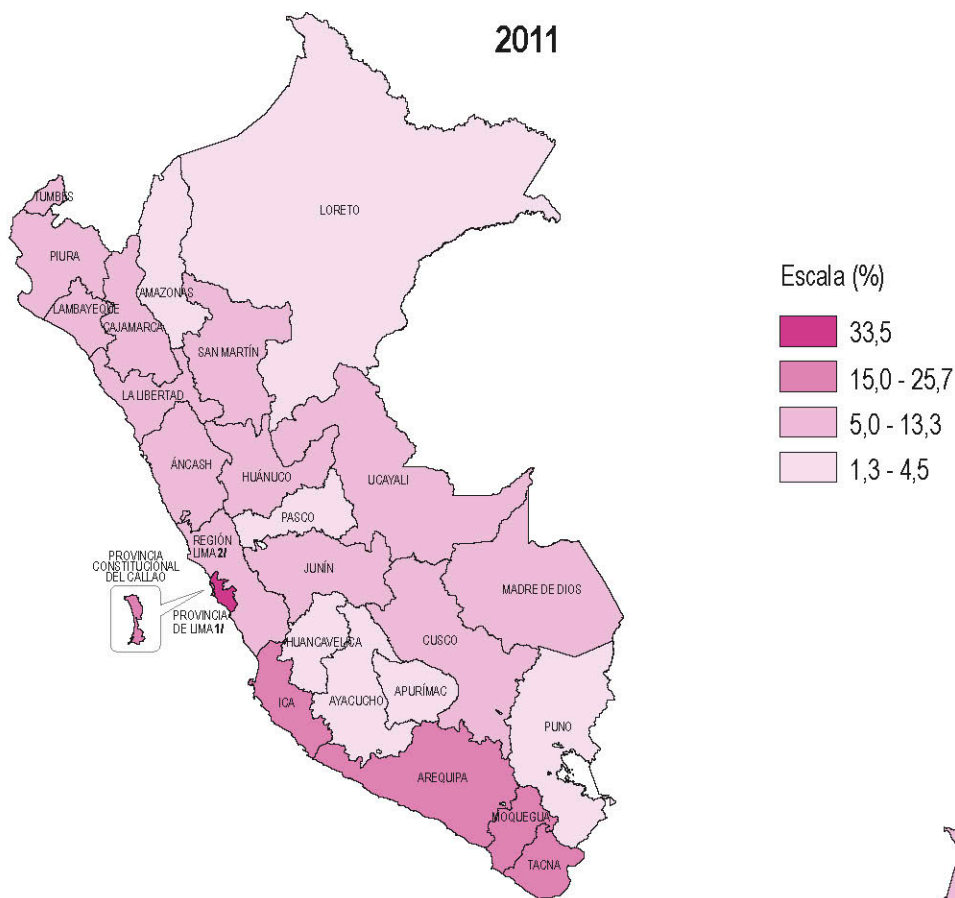 2011
LORETO
TUMBES
PIURA
AMAZONAS
LAMBAYEQUE
CAJAMARCA
SAN MARTÍN
LA LIBERTAD
ÁNCASH
HUÁNUCO
UCAYALI
PASCO
REGIÓN
LIMA 2/
PROVINCIA
CONSTITUCIONAL
DEL CALLAO
JUNÍN
MADRE DE DIOS
PROVINCIA
DE LIMA 1/
HUANCAVELICA
CUSCO
ICA
AYACUCHO
APURÍMAC
PUNO
AREQUIPA
MOQUEGUA
TACNA
Escala (%)
33,5
15,0 - 25,7
5,0 - 13,3
1,3 - 4,5